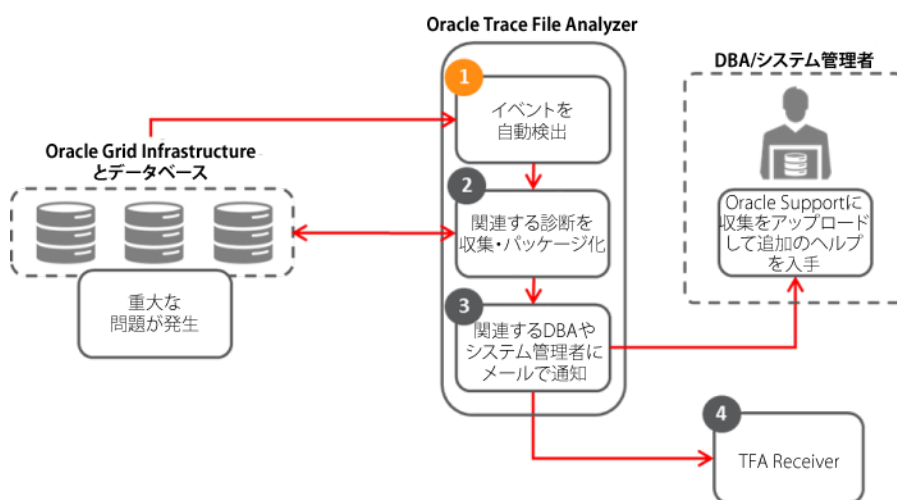 Oracle Trace File Analyzer
DBA/システム管理者
1
イベントを
自動検出
Oracle Grid Infrastructure
とデータベース
2
関連する診断を
収集・パッケージ化
Oracle Supportに
収集をアップロード
して追加のヘルプ
を入手
重大な
問題が発生
3
関連するDBAや
システム管理者に
メールで通知
4
TFA Receiver